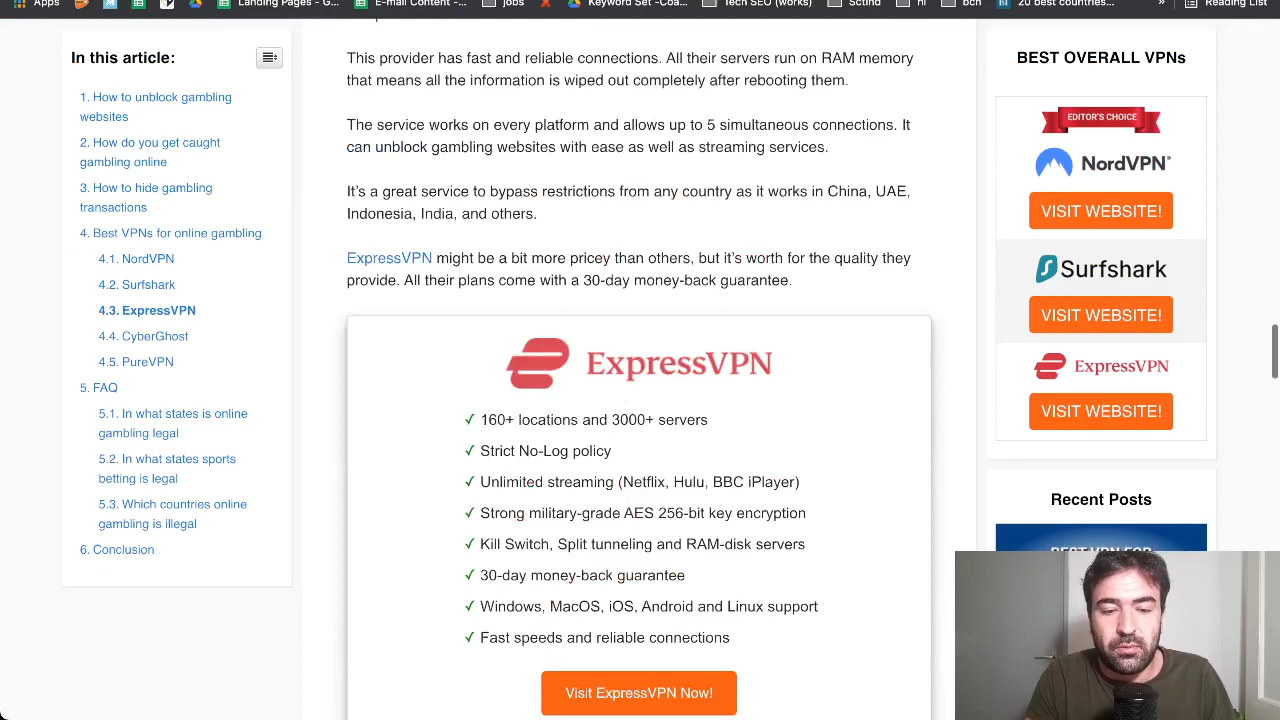 Apps
Landing Pages - G...
E-mail Content -...
jobs
Keyword Set -Coa...
Tech SEO (works)
Sctind
nl
bch
20 best countries...
»
Reading List
In this article:
1. How to unblock gambling
websites
2. How do you get caught
gambling online
3. How to hide gambling
transactions
4. Best VPNs for online gambling
4.1. NordVPN
4.2. Surfshark
4.3. ExpressVPN
4.4. CyberGhost
4.5. PureVPN
5. FAQ
5.1. In what states is online
gambling legal
5.2. In what states sports
betting is legal
5.3. Which countries online
gambling is illegal
6. Conclusion
This provider has fast and reliable connections. All their servers run on RAM memory
that means all the information is wiped out completely after rebooting them.
The service works on every platform and allows up to 5 simultaneous connections. It
can unblock gambling websites with ease as well as streaming services.
It's a great service to bypass restrictions from any country as it works in China, UAE,
Indonesia, India, and others.
ExpressVPN might be a bit more pricey than others, but it's worth for the quality they
provide. All their plans come with a 30-day money-back guarantee.
ExpressVPN
✓ 160+ locations and 3000+ servers
✓ Strict No-Log policy
✓ Unlimited streaming (Netflix, Hulu, BBC iPlayer)
✓ Strong military-grade AES 256-bit key encryption
✓ Kill Switch, Split tunneling and RAM-disk servers
✓ 30-day money-back guarantee
✓ Windows, MacOS, iOS, Android and Linux support
✓ Fast speeds and reliable connections
Visit ExpressVPN Now!
BEST OVERALL VPNs
EDITOR'S CHOICE
NordVPN®
VISIT WEBSITE!
Surfshark
VISIT WEBSITE!
ExpressVPN
VISIT WEBSITE!
Recent Posts
BEST VPN FOR